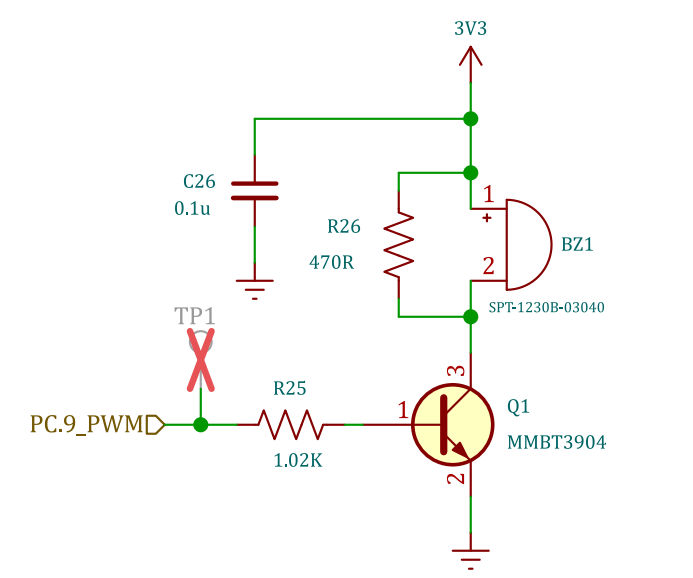 3V3
C26
0.1u
R26
470R
1
+
2
BZ1
SPT-1230B-03040
TP1
PC.9_PWM
R25
1.02K
1
3
Q1
MMBT3904
2